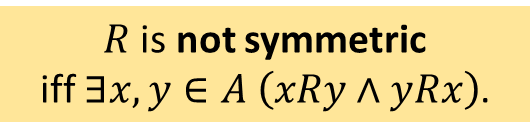 R is not symmetric
iff ∃x, y ∈ A (xRy ∧ yRx).